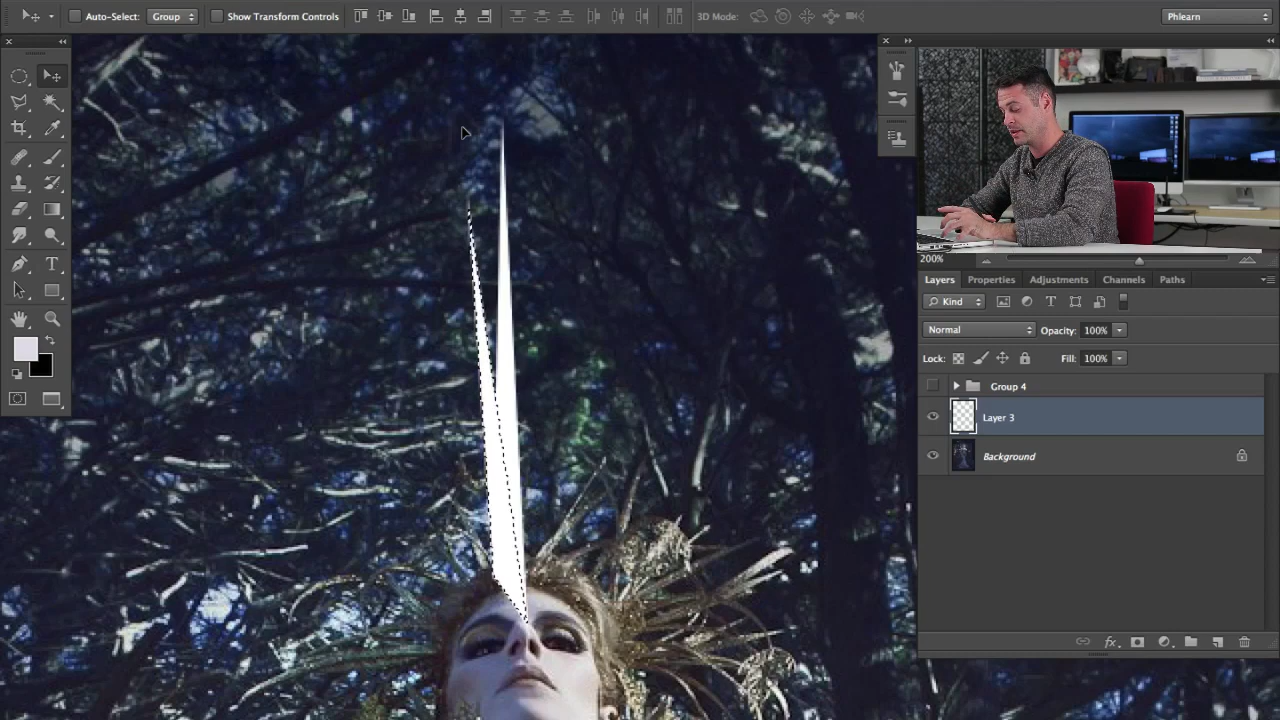 Auto-Select: Group Show Transform Controls 3D Mode: Phlearn
200%
Layers Properties Adjustments Channels Paths
Kind
Normal Opacity: 100%
Lock: Fill: 100%
Group 4
Layer 3
Background